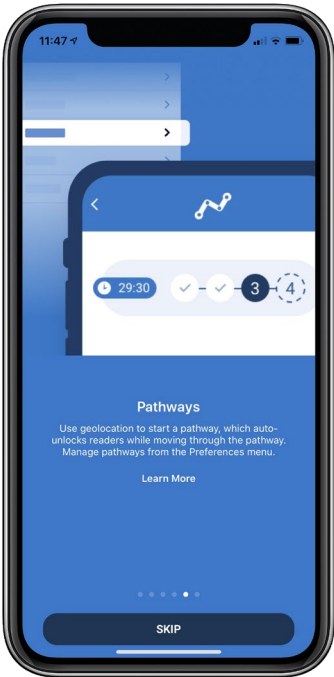 11:47
29:30
3
4
Pathways
Use geolocation to start a pathway, which auto-
unlocks readers while moving through the pathway.
Manage pathways from the Preferences menu.
Learn More
SKIP